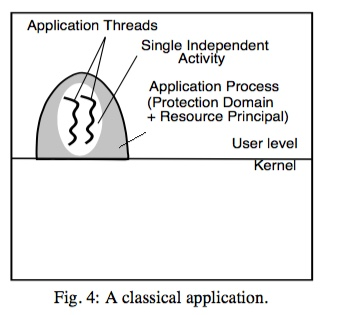 Application Threads
Single Independent
Activity
Application Process
(Protection Domain
+ Resource Principal)
User level
Kernel
Fig. 4: A classical application.